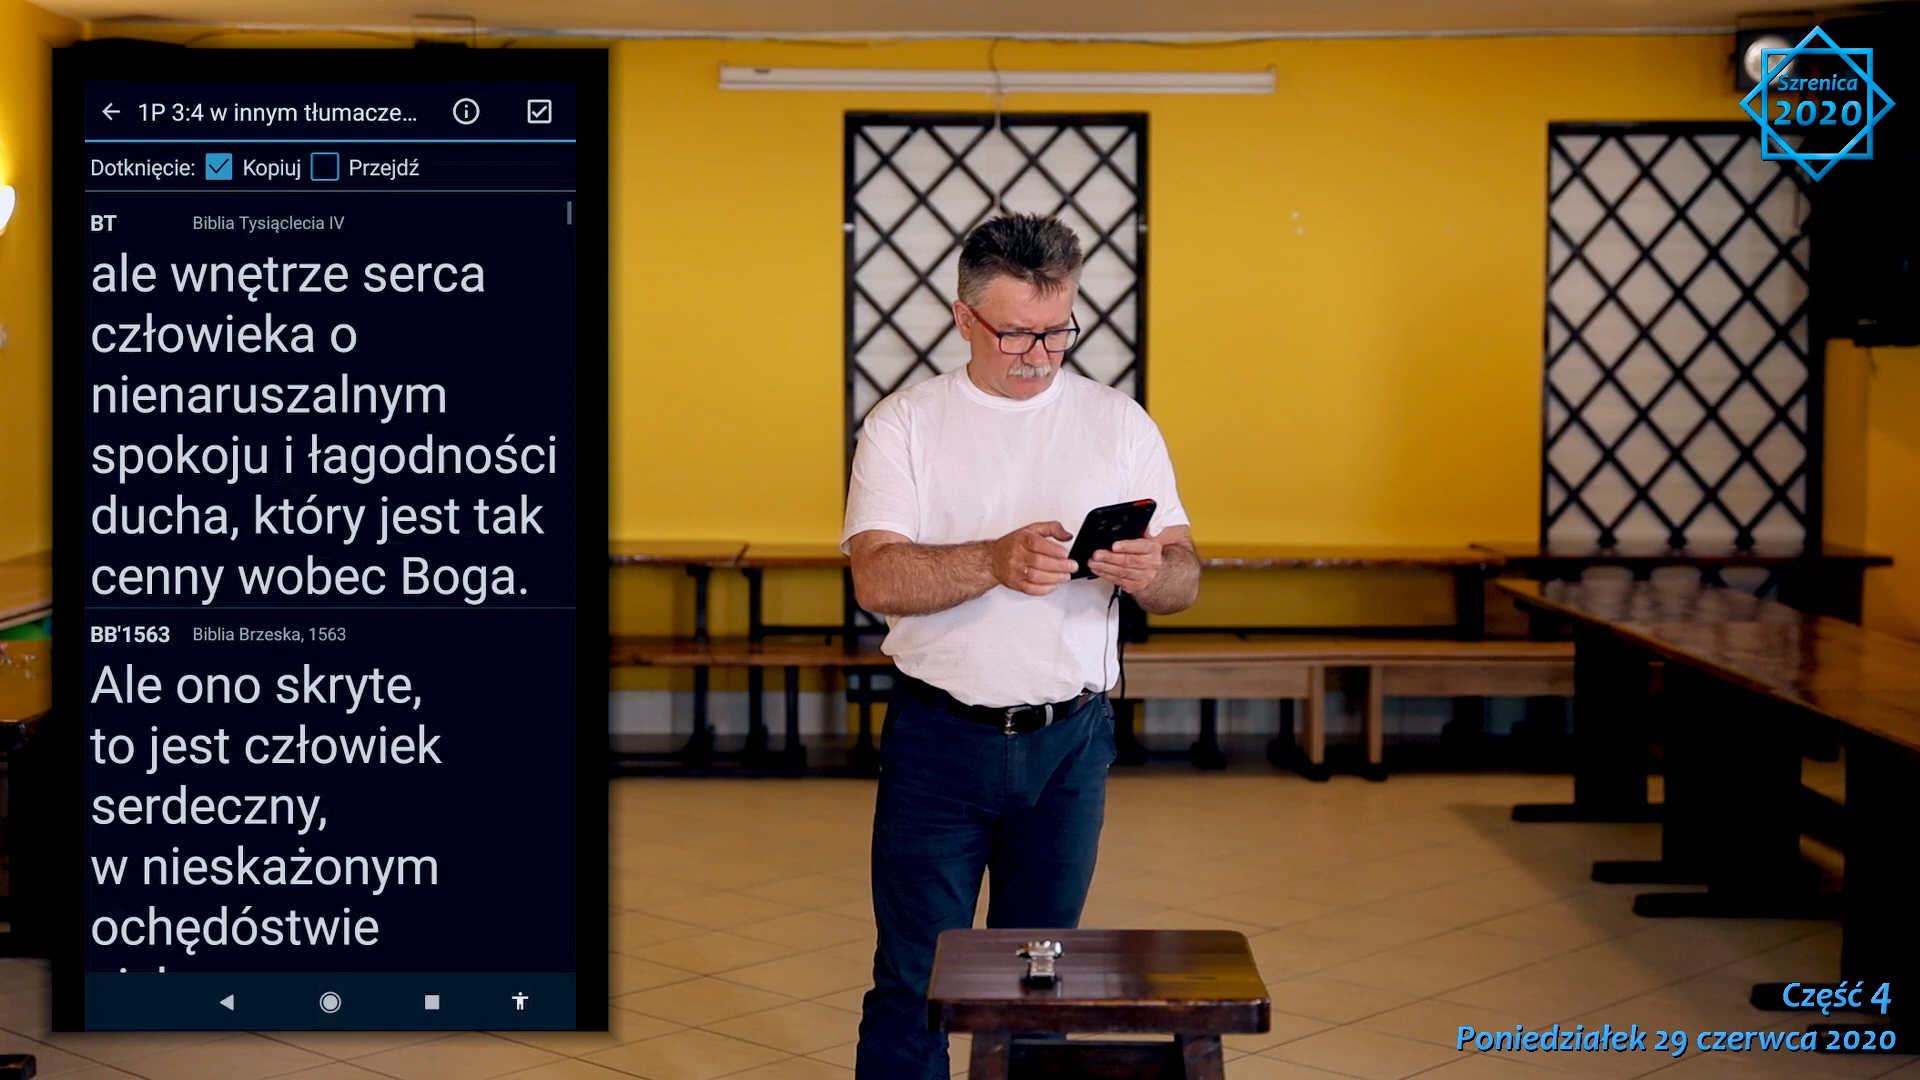 1P 3:4 w innym tłumacze...
Dotknięcie: Kopiuj Przejdź
BT Biblia Tysiąclecia IV
ale wnętrze serca
człowieka o
nienaruszalnym
spokoju i łagodności
ducha, który jest tak
cenny wobec Boga.
BB'1563 Biblia Brzeska, 1563
Ale ono skryte,
to jest człowiek
serdeczny,
w nieskażonym
ochędóstwie
Szrenica
2020
Część 4
Poniedziałek 29 czerwca 2020